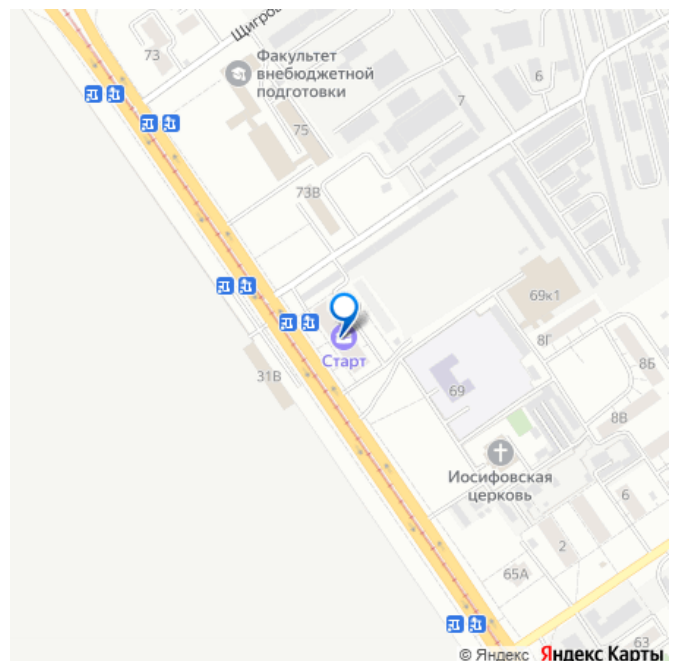 Щигров
73
Факультет
внебюджетной
подготовки
6
7
75
73В
69к1
8Г
Старт
31В
8Б
69
8В
Иосифовская
церковь
6
2
65А
63
© Яндекс Яндекс Карты